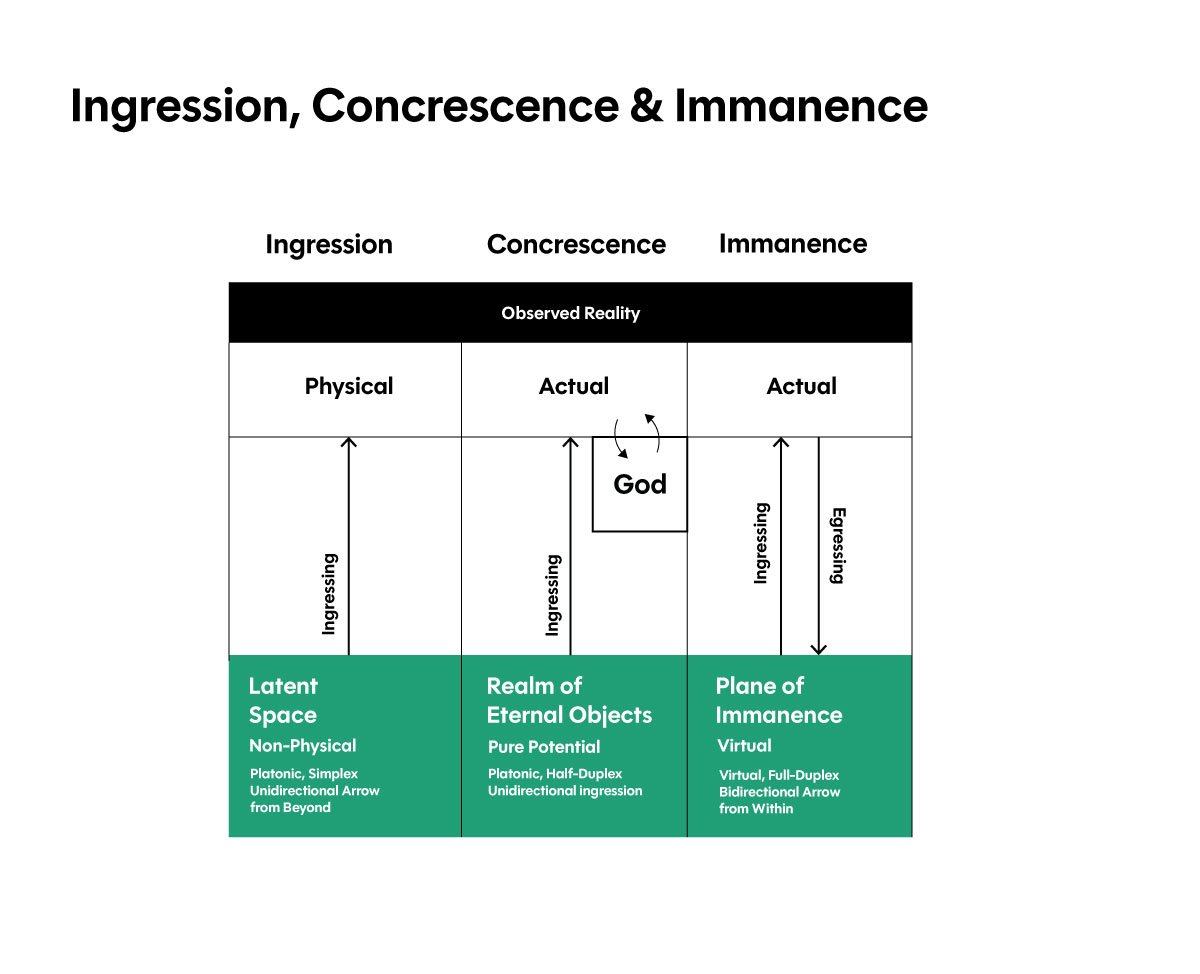 Ingression, Concrescence & Immanence
Ingression
Concrescence
Immanence
Observed Reality
Physical
Actual
Actual
God
Ingressing
Ingressing
Ingressing
Egressing
Latent
Space
Non-Physical
Platonic, Simplex
Unidirectional Arrow
from Beyond
Realm of
Eternal Objects
Pure Potential
Platonic, Half-Duplex
Unidirectional ingression
Plane of
Immanence
Virtual
Virtual, Full-Duplex
Bidirectional Arrow
from Within